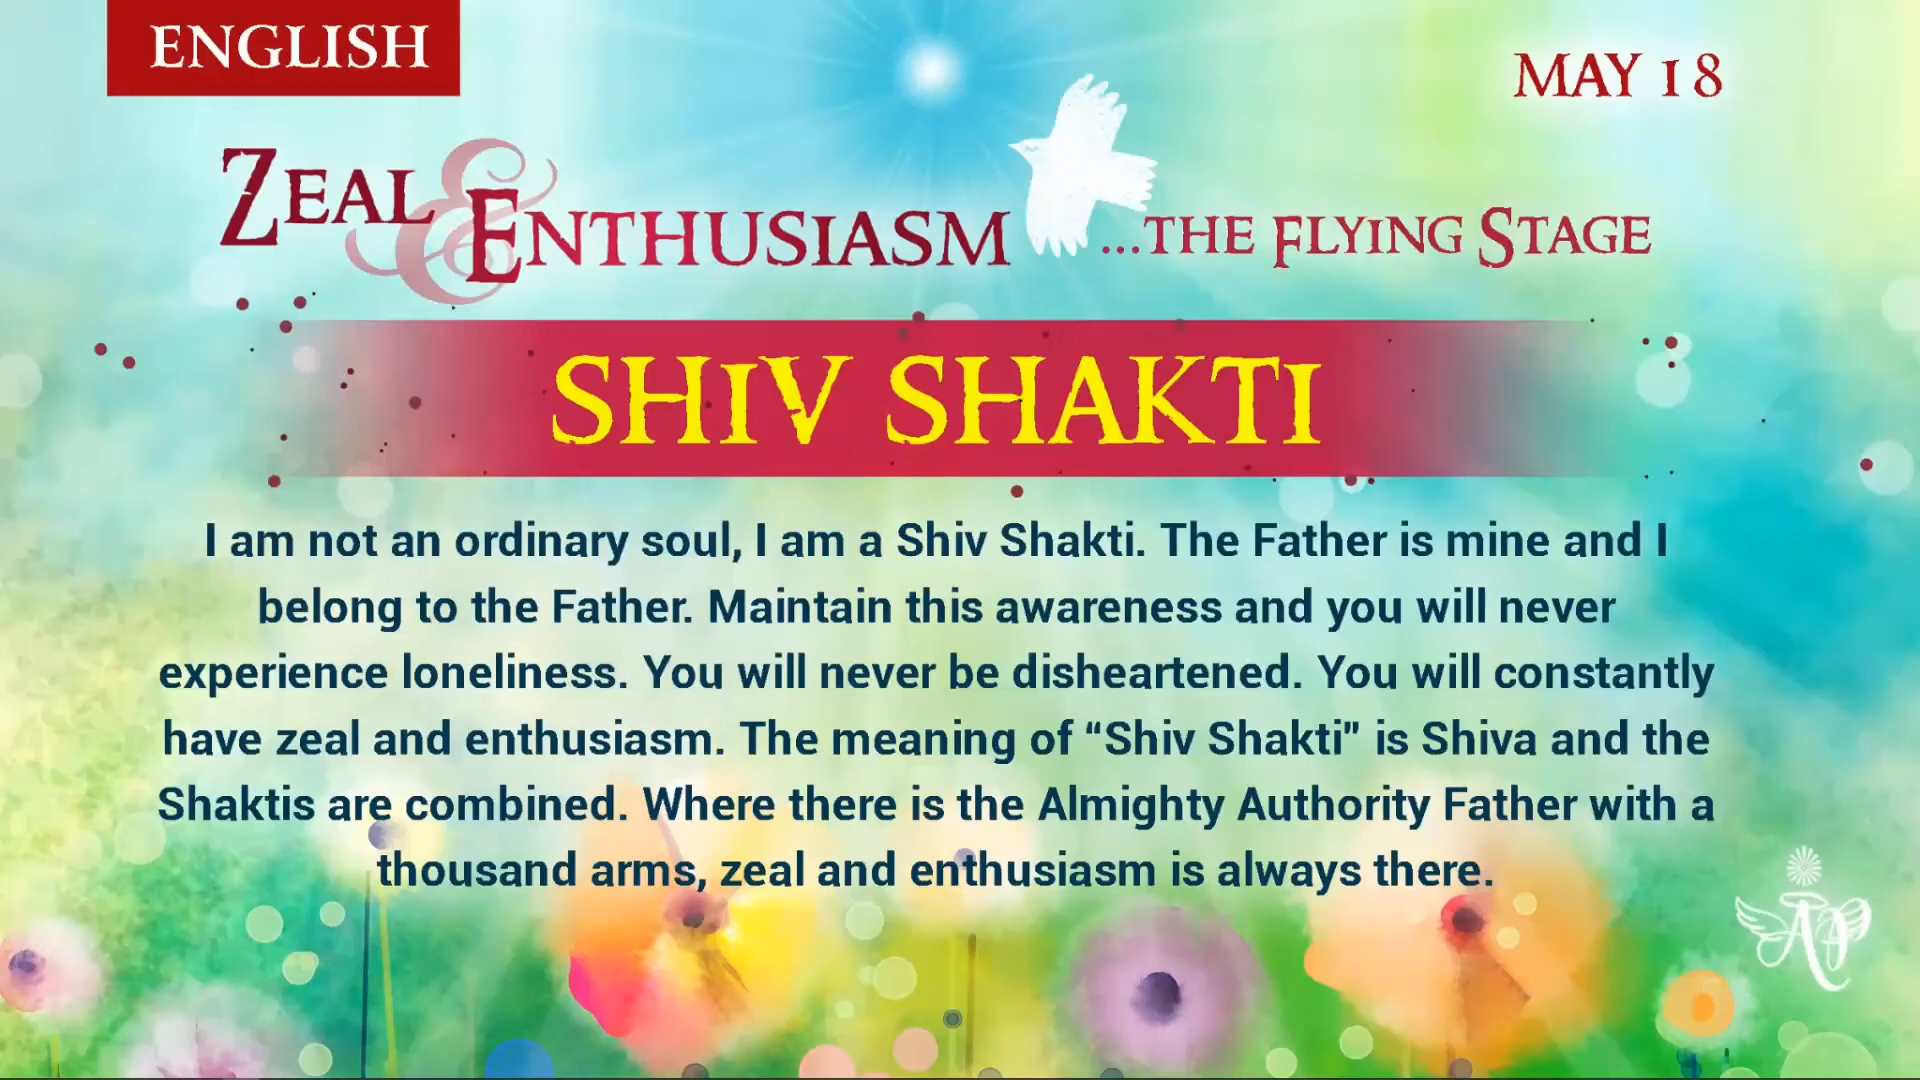 ENGLISH
MAY 18
ZEAL & ENTHUSIASM ...THE FLYING STAGE
SHIV SHAKTI
I am not an ordinary soul, I am a Shiv Shakti. The Father is mine and I
belong to the Father. Maintain this awareness and you will never
experience loneliness. You will never be disheartened. You will constantly
have zeal and enthusiasm. The meaning of “Shiv Shakti" is Shiva and the
Shaktis are combined. Where there is the Almighty Authority Father with a
thousand arms, zeal and enthusiasm is always there.